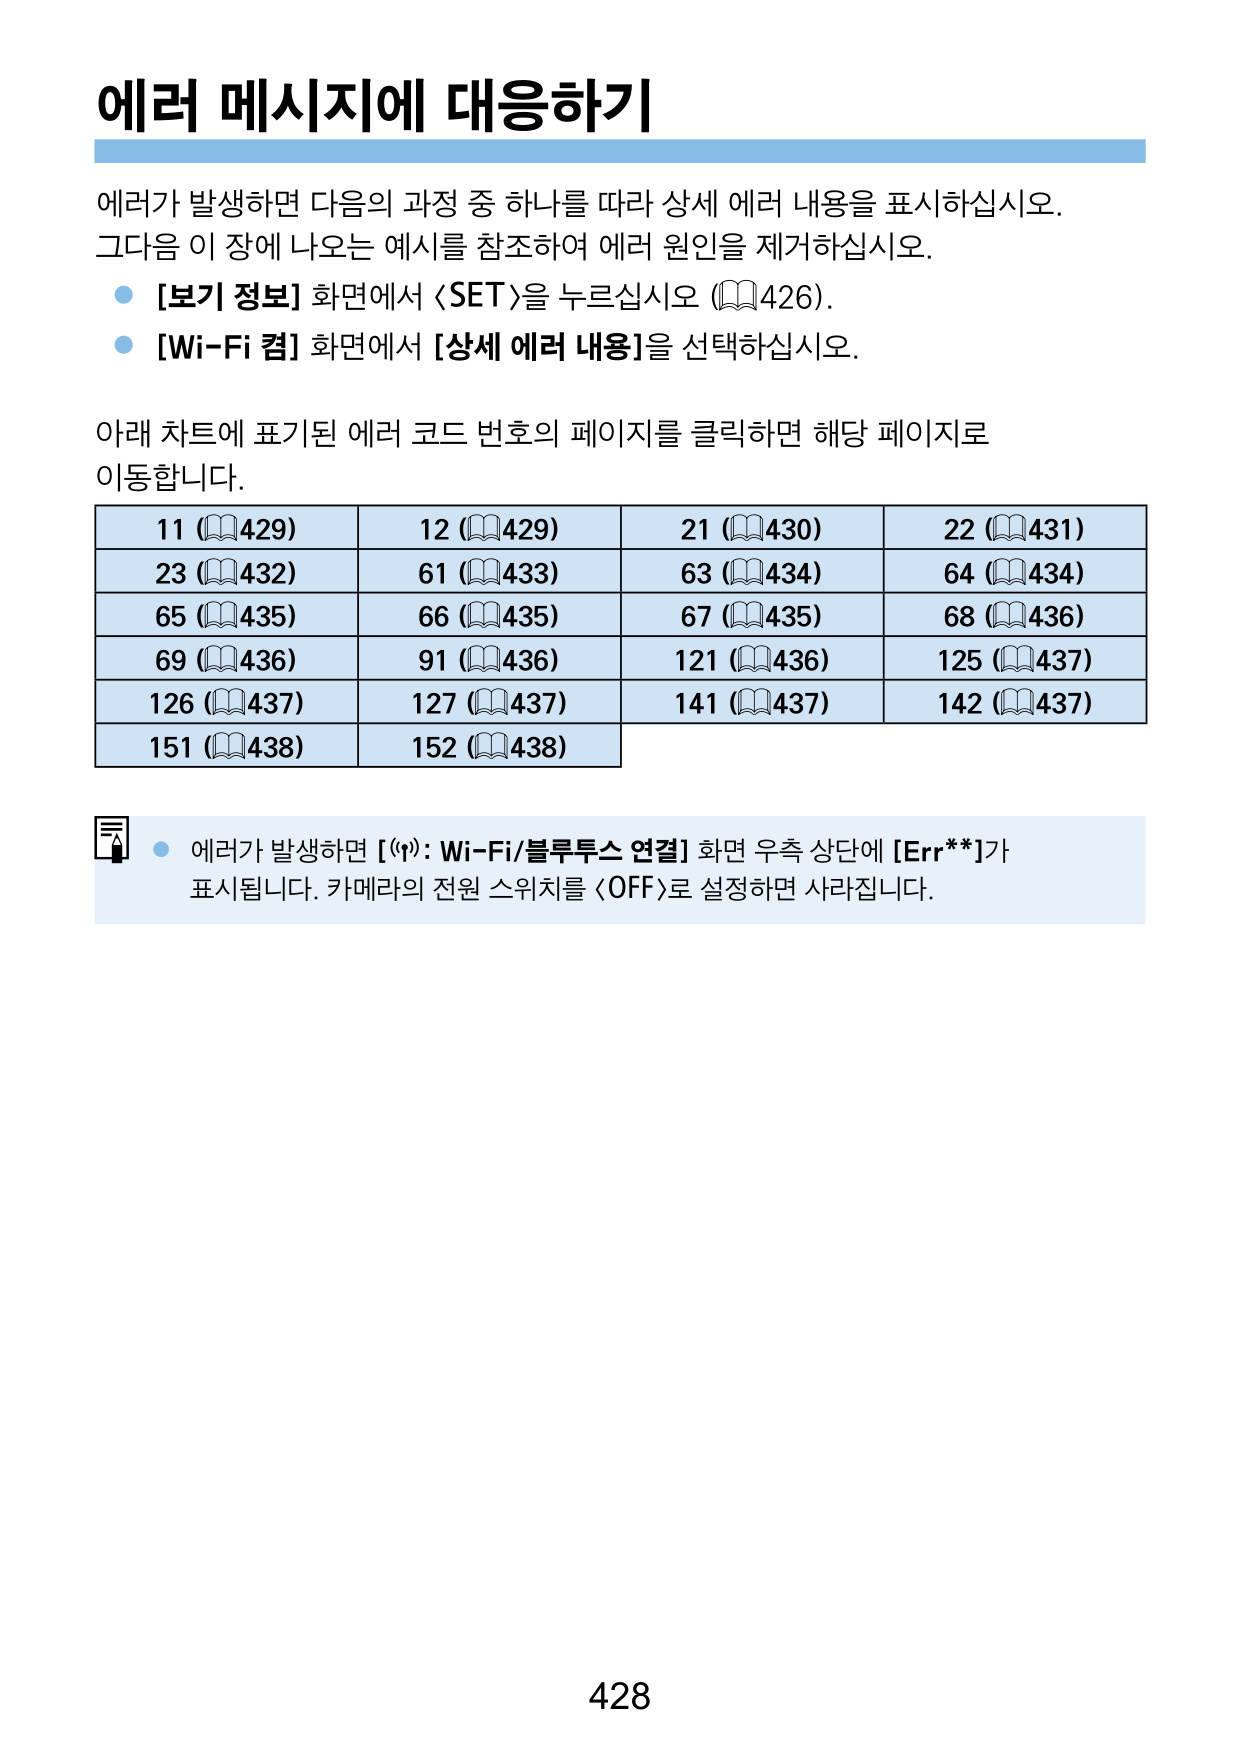 에러 메시지에 대응하기
에러가 발생하면 다음의 과정 중 하나를 따라 상세 에러 내용을 표시하십시오.
그다음 이 장에 나오는 예시를 참조하여 에러 원인을 제거하십시오.
● [보기 정보] 화면에서 <SET>을 누르십시오 (📖426).
● [Wi-Fi 켬] 화면에서 [상세 에러 내용]을 선택하십시오.
아래 차트에 표기된 에러 코드 번호의 페이지를 클릭하면 해당 페이지로
이동합니다.
11 (📖429) 12 (📖429) 21 (📖430) 22 (📖431)
23 (📖432) 61 (📖433) 63 (📖434) 64 (📖434)
65 (📖435) 66 (📖435) 67 (📖435) 68 (📖436)
69 (📖436) 91 (📖436) 121 (📖436) 125 (📖437)
126 (📖437) 127 (📖437) 141 (📖437) 142 (📖437)
151 (📖438) 152 (📖438)
● 에러가 발생하면 [((ꟼ)): Wi-Fi/블루투스 연결] 화면 우측 상단에 [Err**]가
표시됩니다. 카메라의 전원 스위치를 <OFF>로 설정하면 사라집니다.
428